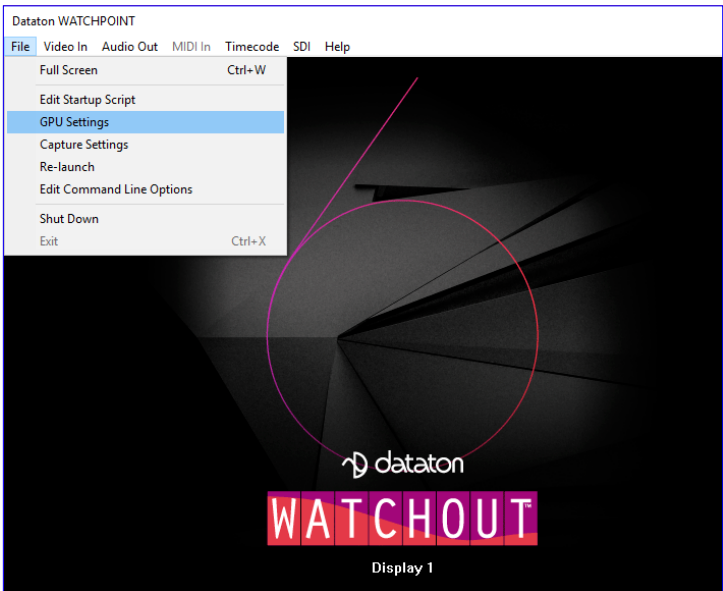 Dataton WATCHPOINT
File Video In Audio Out MIDI In Timecode SDI Help
Full Screen Ctrl+W
Edit Startup Script
GPU Settings
Capture Settings
Re-launch
Edit Command Line Options
Shut Down
Exit Ctrl+X
dataton
WATCHOUT™
Display 1